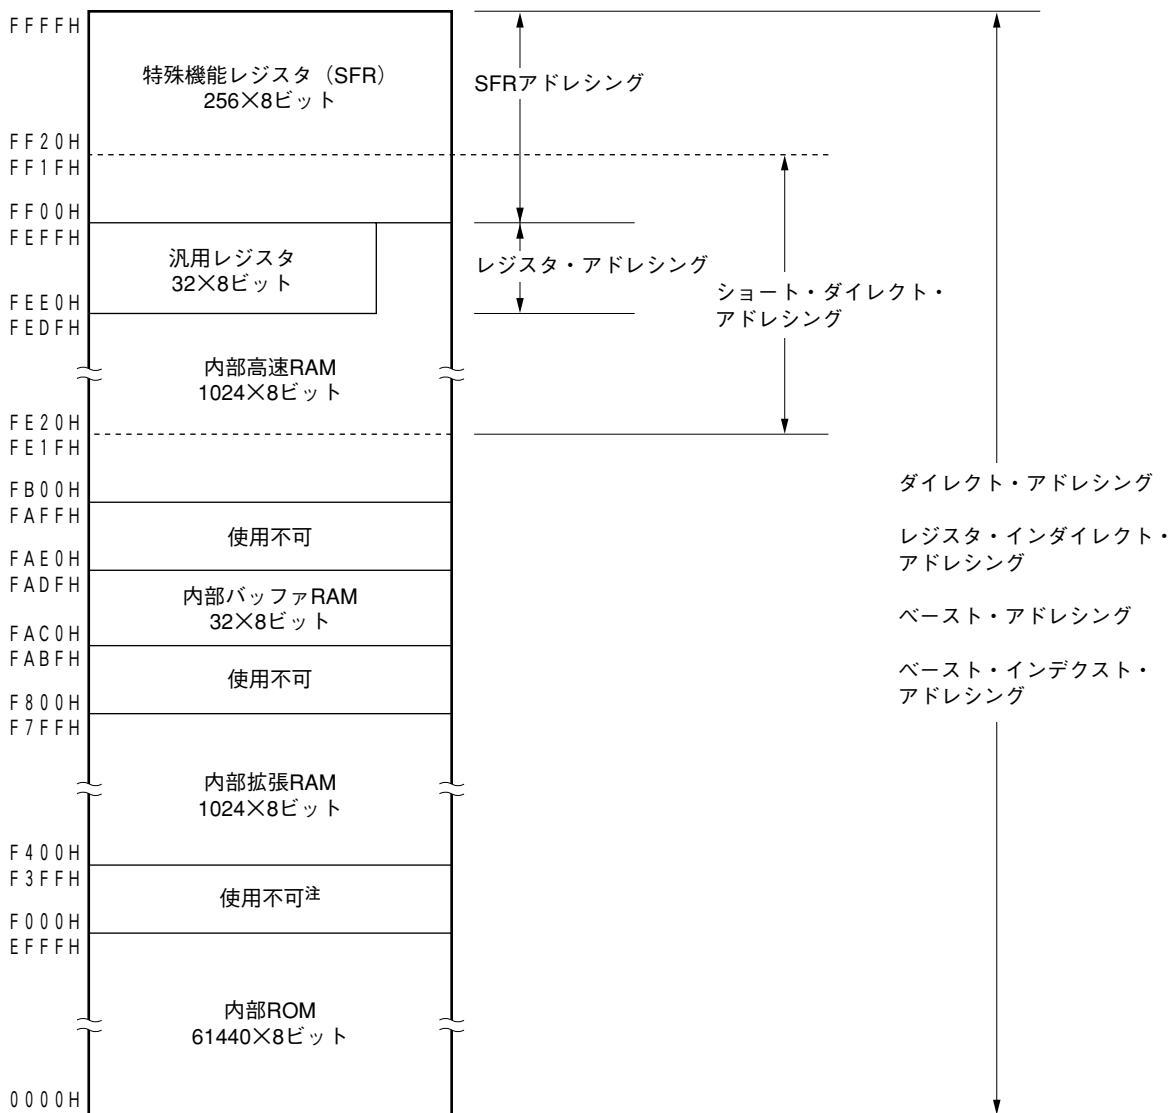 FFFFH
特殊機能レジスタ（SFR）
256×8ビット
SFRアドレシング
FF20H
FF1FH
FF00H
FEFFH
汎用レジスタ
32×8ビット
レジスタ・アドレシング
ショート・ダイレクト・
アドレシング
FEE0H
FEDFH
内部高速RAM
1024×8ビット
FE20H
FE1FH
FB00H
FAFFH
使用不可
FAE0H
FADFH
内部バッファRAM
32×8ビット
FAC0H
FABFH
使用不可
F800H
F7FFH
ダイレクト・アドレシング
レジスタ・インダイレクト・
アドレシング
ベースト・アドレシング
ベースト・インデクスト・
アドレシング
内部拡張RAM
1024×8ビット
F400H
F3FFH
使用不可注
F000H
EFFFH
内部ROM
61440×8ビット
0000H